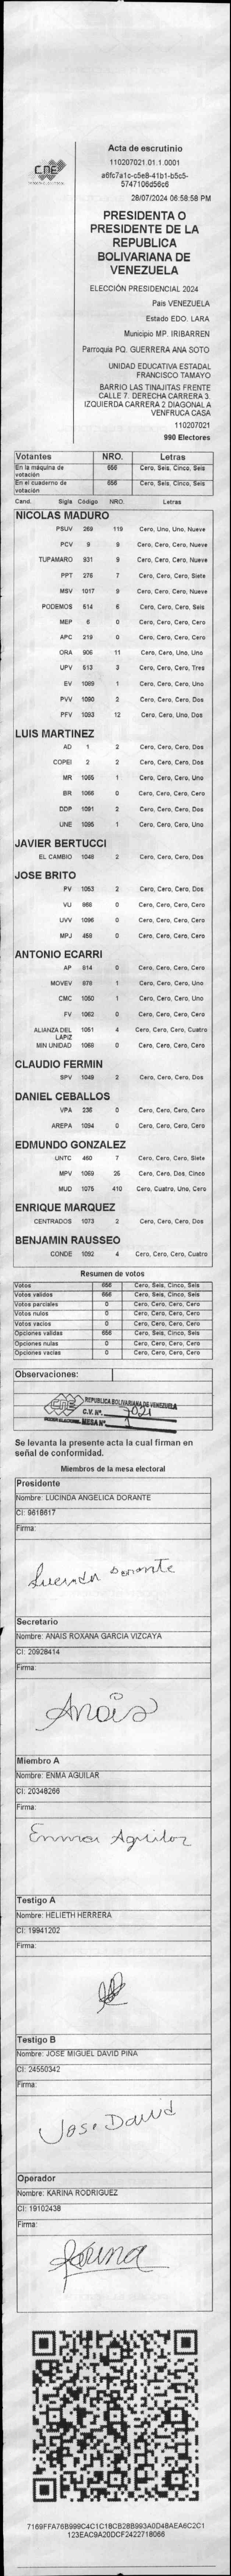 CNE
Acta de escrutinio
110207021.01.1.0001
a6fc7a1c-c5e8-41b1-b5c5-
5747106d56c6
28/07/2024 06:58:58 PM
PRESIDENTA O
PRESIDENTE DE LA
REPUBLICA
BOLIVARIANA DE
VENEZUELA
ELECCIÓN PRESIDENCIAL 2024
País VENEZUELA
Estado EDO. LARA
Municipio MP. IRIBARREN
Parroquia PQ. GUERRERA ANA SOTO
UNIDAD EDUCATIVA ESTADAL
FRANCISCO TAMAYO
BARRIO LAS TINAJITAS FRENTE
CALLE 7. DERECHA CARRERA 3.
IZQUIERDA CARRERA 2 DIAGONAL A
VENFRUCA CASA
110207021
990 Electores
Votantes NRO. Letras
En la máquina de votación 656 Cero, Seis, Cinco, Seis
En el cuaderno de votación 656 Cero, Seis, Cinco, Seis
Cand. Sigla Código NRO. Letras
NICOLAS MADURO
PSUV 269 119 Cero, Uno, Uno, Nueve
PCV 9 9 Cero, Cero, Cero, Nueve
TUPAMARO 931 9 Cero, Cero, Cero, Nueve
PPT 276 7 Cero, Cero, Cero, Siete
MSV 1017 9 Cero, Cero, Cero, Nueve
PODEMOS 514 6 Cero, Cero, Cero, Seis
MEP 6 0 Cero, Cero, Cero, Cero
APC 219 0 Cero, Cero, Cero, Cero
ORA 906 11 Cero, Cero, Uno, Uno
UPV 513 3 Cero, Cero, Cero, Tres
EV 1089 1 Cero, Cero, Cero, Uno
PVV 1090 2 Cero, Cero, Cero, Dos
PFV 1093 12 Cero, Cero, Uno, Dos
LUIS MARTINEZ
AD 1 2 Cero, Cero, Cero, Dos
COPEI 2 2 Cero, Cero, Cero, Dos
MR 1065 1 Cero, Cero, Cero, Uno
BR 1066 0 Cero, Cero, Cero, Cero
DDP 1091 2 Cero, Cero, Cero, Dos
UNE 1095 1 Cero, Cero, Cero, Uno
JAVIER BERTUCCI
EL CAMBIO 1048 2 Cero, Cero, Cero, Dos
JOSE BRITO
PV 1053 2 Cero, Cero, Cero, Dos
VU 868 0 Cero, Cero, Cero, Cero
UVV 1096 0 Cero, Cero, Cero, Cero
MPJ 459 0 Cero, Cero, Cero, Cero
ANTONIO ECARRI
AP 814 0 Cero, Cero, Cero, Cero
MOVEV 879 1 Cero, Cero, Cero, Uno
CMC 1050 1 Cero, Cero, Cero, Uno
FV 1062 0 Cero, Cero, Cero, Cero
ALIANZA DEL LAPIZ 1051 4 Cero, Cero, Cero, Cuatro
MIN UNIDAD 1069 0 Cero, Cero, Cero, Cero
CLAUDIO FERMIN
SPV 1049 2 Cero, Cero, Cero, Dos
DANIEL CEBALLOS
VPA 236 0 Cero, Cero, Cero, Cero
AREPA 1094 0 Cero, Cero, Cero, Cero
EDMUNDO GONZALEZ
UNTC 460 7 Cero, Cero, Cero, Siete
MPV 1069 25 Cero, Cero, Dos, Cinco
MUD 1075 410 Cero, Cuatro, Uno, Cero
ENRIQUE MARQUEZ
CENTRADOS 1073 2 Cero, Cero, Cero, Dos
BENJAMIN RAUSSEO
CONDE 1092 4 Cero, Cero, Cero, Cuatro
Resumen de votos
Votos 656 Cero, Seis, Cinco, Seis
Votos validos 656 Cero, Seis, Cinco, Seis
Votos parciales 0 Cero, Cero, Cero, Cero
Votos nulos 0 Cero, Cero, Cero, Cero
Votos vacios 0 Cero, Cero, Cero, Cero
Opciones validas 656 Cero, Seis, Cinco, Seis
Opciones nulas 0 Cero, Cero, Cero, Cero
Opciones vacias 0 Cero, Cero, Cero, Cero
Observaciones:
CNE REPUBLICA BOLIVARIANA DE VENEZUELA
C.V. Nº. 7021
PODER ELECTORAL MESA Nº.
Se levanta la presente acta la cual firman en
señal de conformidad.
Miembros de la mesa electoral
Presidente
Nombre: LUCINDA ANGELICA DORANTE
CI: 9618617
Firma:
Lucinda Dorante
Secretario
Nombre: ANAIS ROXANA GARCIA VIZCAYA
CI: 20928414
Firma:
Anais
Miembro A
Nombre: ENMA AGUILAR
CI: 20348266
Firma:
Enma Aguilar
Testigo A
Nombre: HELIETH HERRERA
CI: 19941202
Firma:
Testigo B
Nombre: JOSE MIGUEL DAVID PIÑA
CI: 24550342
Firma:
Jose David
Operador
Nombre: KARINA RODRIGUEZ
CI: 19102438
Firma:
Karina
7169FFA76B999C4C1C18CB28B993A0D48AEA6C2C1
123EAC9A20DCF2422718066